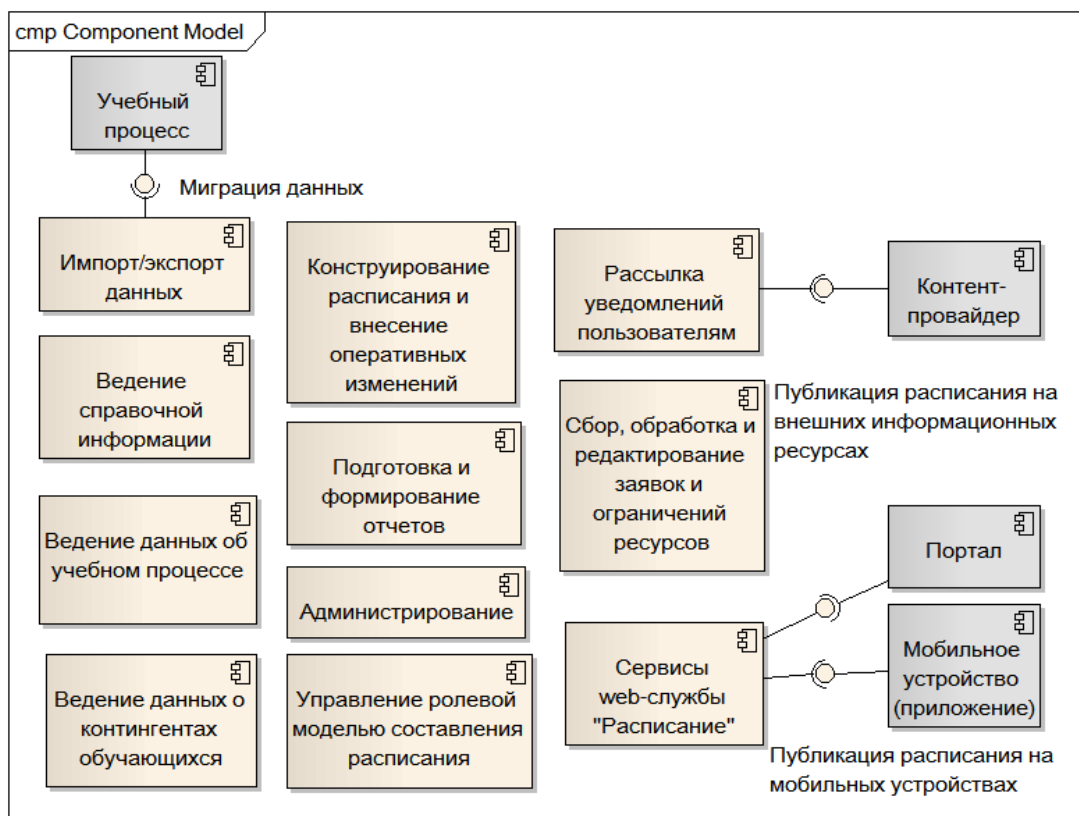 cmp Component Model
Учебный
процесс
Миграция данных
Импорт/экспорт
данных
Ведение
справочной
информации
Ведение данных об
учебном процессе
Ведение данных о
контингентах
обучающихся
Конструирование
расписания и
внесение
оперативных
изменений
Подготовка и
формирование
отчетов
Администрирование
Управление ролевой
моделью составления
расписания
Рассылка
уведомлений
пользователям
Контент-
провайдер
Сбор, обработка и
редактирование
заявок и
ограничений
ресурсов
Публикация расписания на
внешних информационных
ресурсах
Портал
Сервисы
web-службы
"Расписание"
Мобильное
устройство
(приложение)
Публикация расписания на
мобильных устройствах